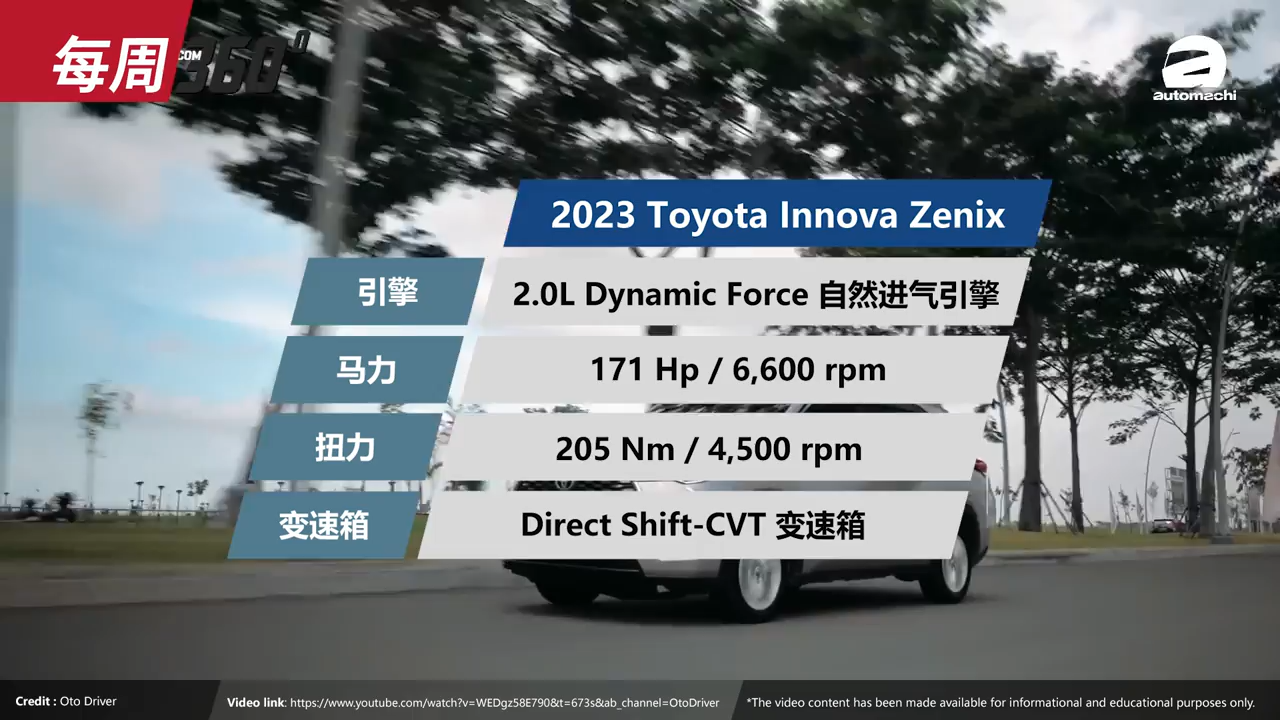 每周 .COM 360°
automachi
2023 Toyota Innova Zenix
引擎 2.0L Dynamic Force 自然进气引擎
马力 171 Hp / 6,600 rpm
扭力 205 Nm / 4,500 rpm
变速箱 Direct Shift-CVT 变速箱
Credit : Oto Driver Video link: https://www.youtube.com/watch?v=WEDgz58E790&t=673s&ab_channel=OtoDriver *The video content has been made available for informational and educational purposes only.